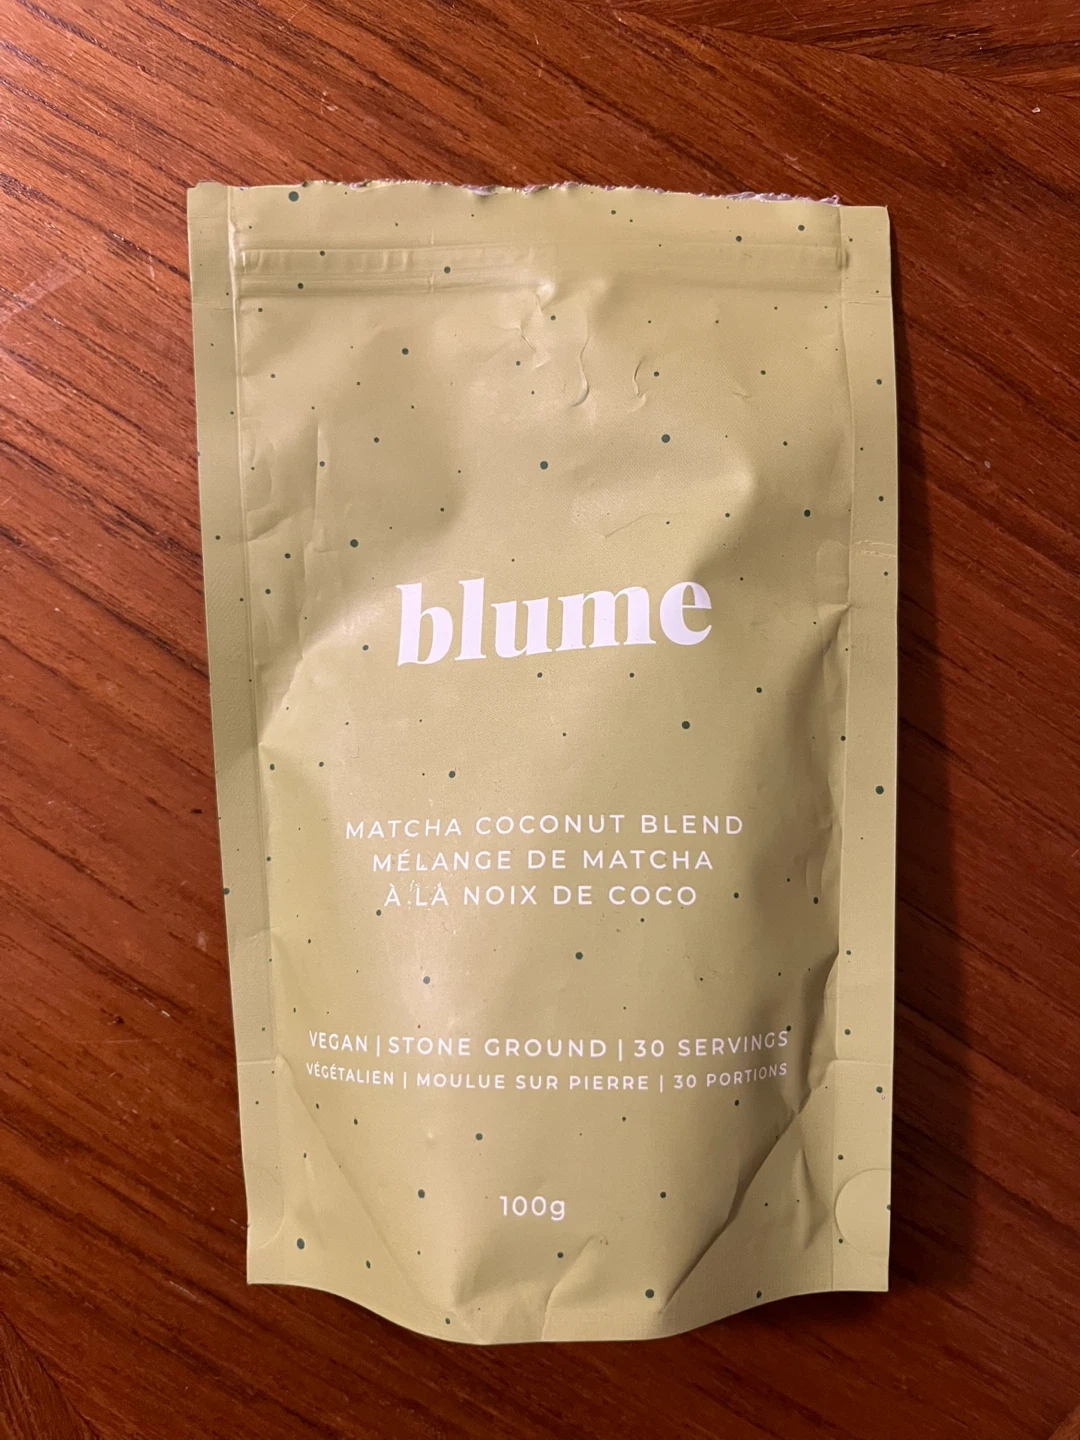 blume
MATCHA COCONUT BLEND
MÉLANGE DE MATCHA
À LA NOIX DE COCO
VEGAN | STONE GROUND | 30 SERVINGS
VÉGÉTALIEN | MOULUE SUR PIERRE | 30 PORTIONS
100g